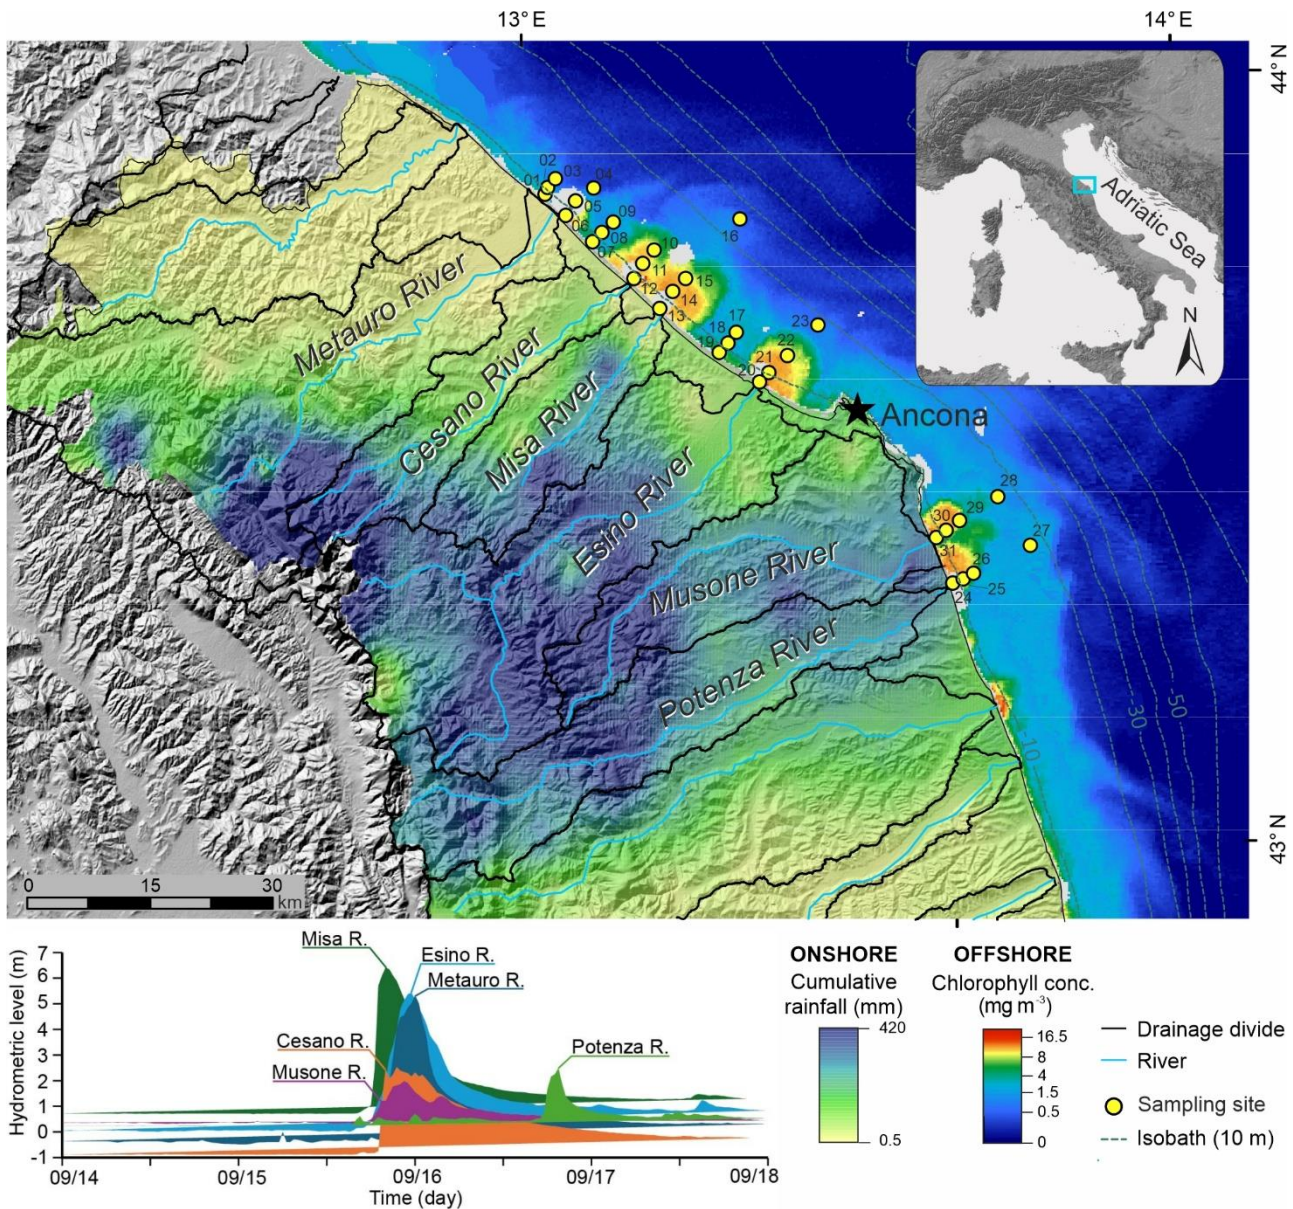 13° E
14° E
44° N
Adriatic Sea
N
02
03
04
01
05
09
06
08
07
16
10
11
15
12
14
13
17
23
18
22
19
21
20
Ancona
Metauro River
Cesano River
Misa River
Esino River
Musone River
Potenza River
28
29
30
27
31
26
25
24
30
50
-10
43° N
0 15 30
km
Misa R.
Esino R.
Metauro R.
Cesano R.
Musone R.
Potenza R.
Hydrometric level (m)
7
6
5
4
3
2
1
0
-1
09/14 09/15 09/16 09/17 09/18
Time (day)
ONSHORE
Cumulative
rainfall (mm)
420
0.5
OFFSHORE
Chlorophyll conc.
(mg m⁻³)
16.5
8
4
1.5
0.5
0
Drainage divide
River
Sampling site
Isobath (10 m)